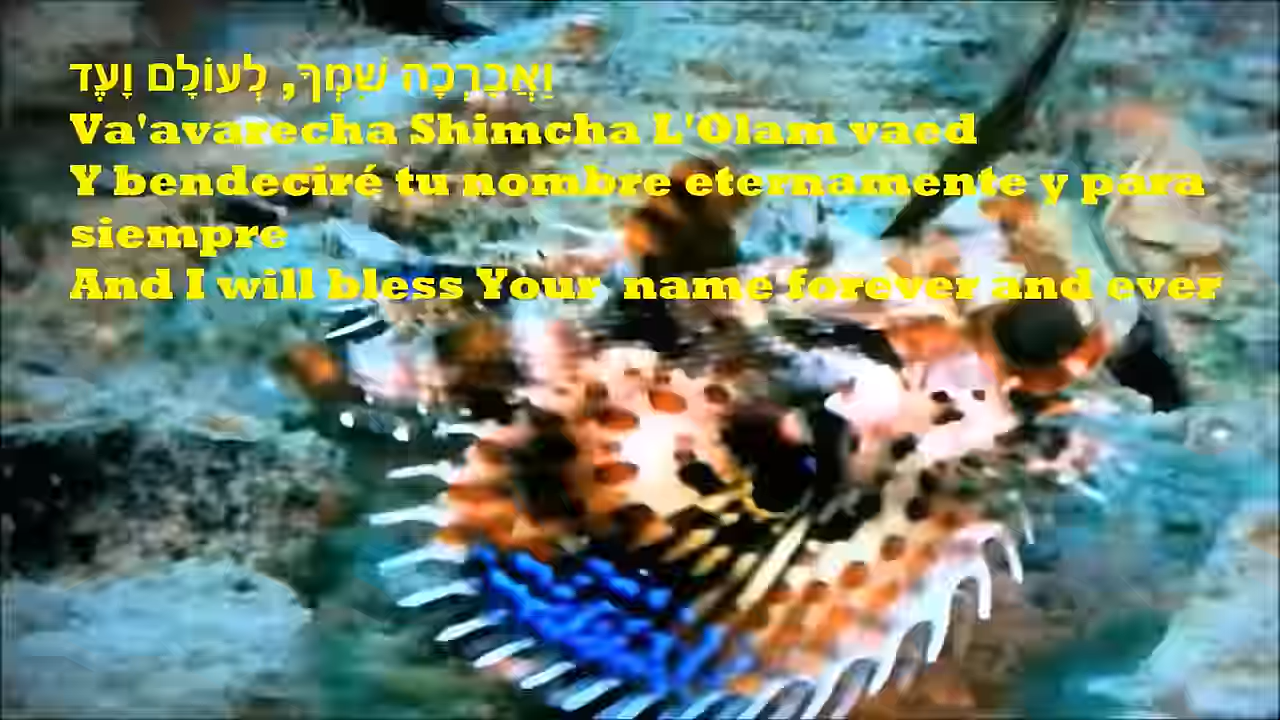 וַאֲבָרְכָה שִׁמְךָ, לְעוֹלָם וָעֶד
Va'avarecha Shimcha L'Olam vaed
Y bendeciré tu nombre eternamente y para
siempre
And I will bless Your name forever and ever